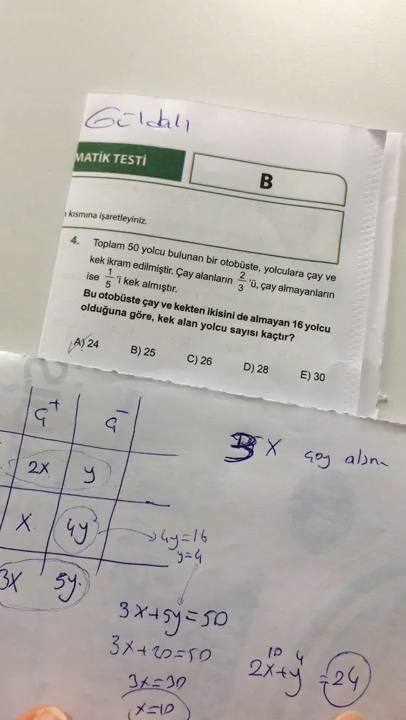 Güldalı
MATİK TESTİ
B
kısmına işaretleyiniz.
4. Toplam 50 yolcu bulunan bir otobüste, yolculara çay ve
kek ikram edilmiştir. Çay alanların 2/3 'ü, çay almayanların
ise 1/5 'i kek almıştır.
Bu otobüste çay ve kekten ikisini de almayan 16 yolcu
olduğuna göre, kek alan yolcu sayısı kaçtır?
A) 24 B) 25 C) 26 D) 28 E) 30
Ç+ Ç-
2x y
x 4y
3x 5y
4y=16
y=4
3x+5y=50
3x+20=50
3x=30
x=10
3x çay alan
10 4
2x+y=24